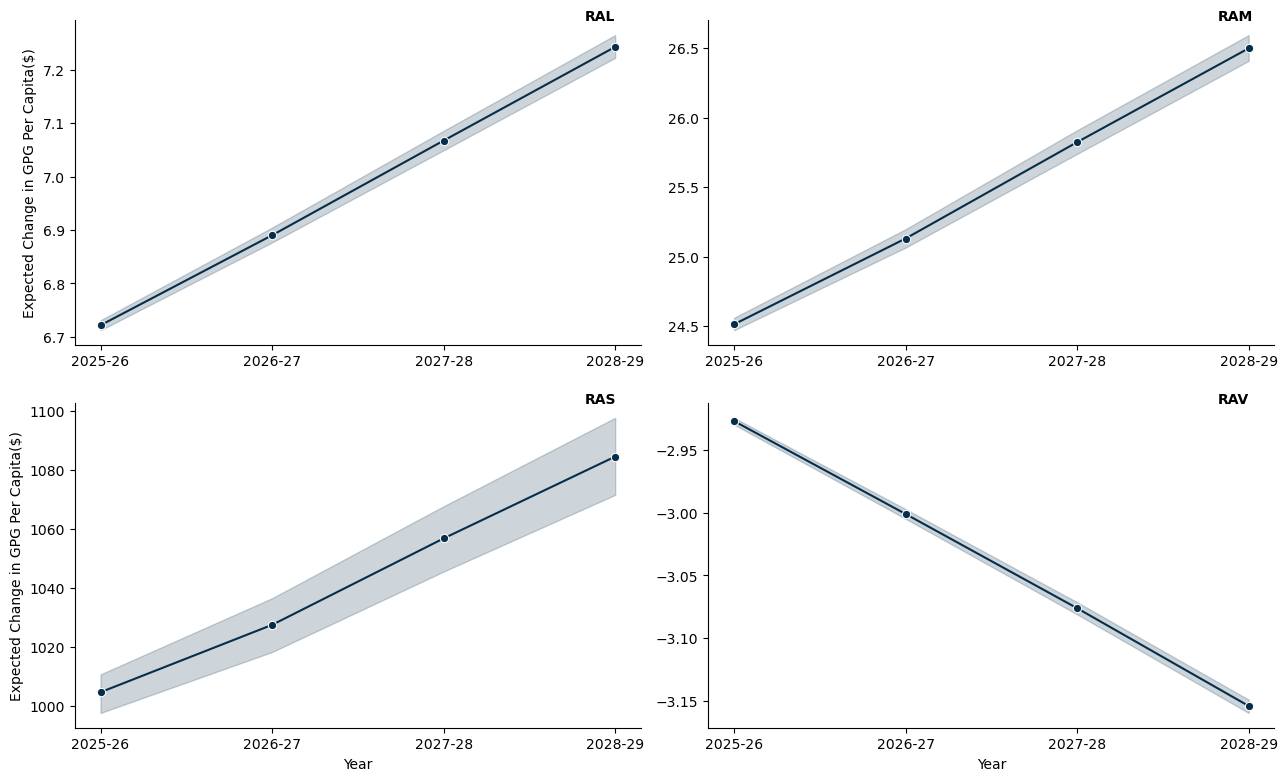 RAL
Expected Change in GPG Per Capita($)
7.2
7.1
7.0
6.9
6.8
6.7
2025-26 2026-27 2027-28 2028-29
RAM
26.5
26.0
25.5
25.0
24.5
2025-26 2026-27 2027-28 2028-29
RAS
Expected Change in GPG Per Capita($)
1100
1080
1060
1040
1020
1000
2025-26 2026-27 2027-28 2028-29
Year
RAV
−2.95
−3.00
−3.05
−3.10
−3.15
2025-26 2026-27 2027-28 2028-29
Year